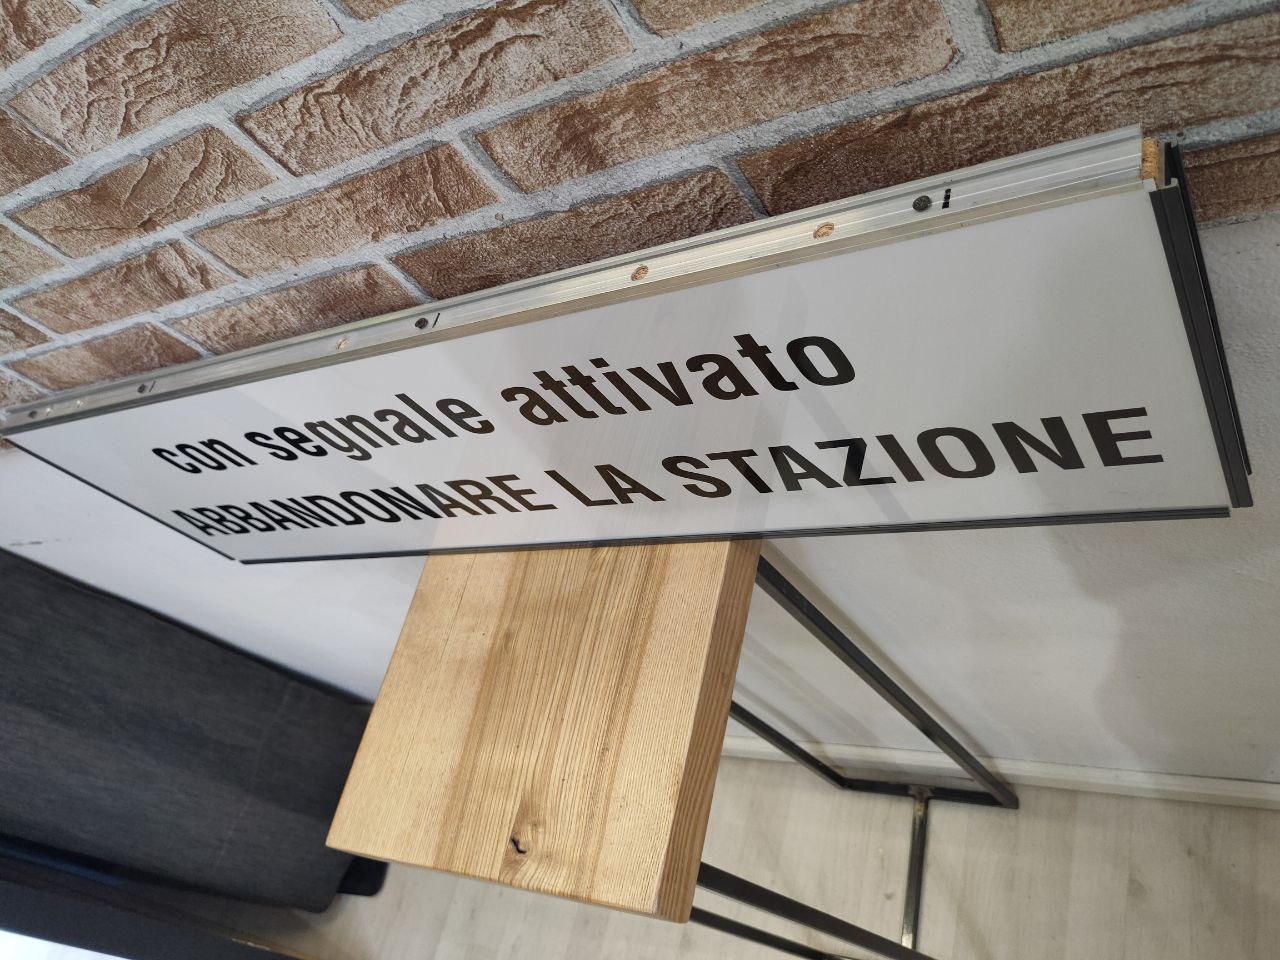 con segnale attivato
ABBANDONARE LA STAZIONE